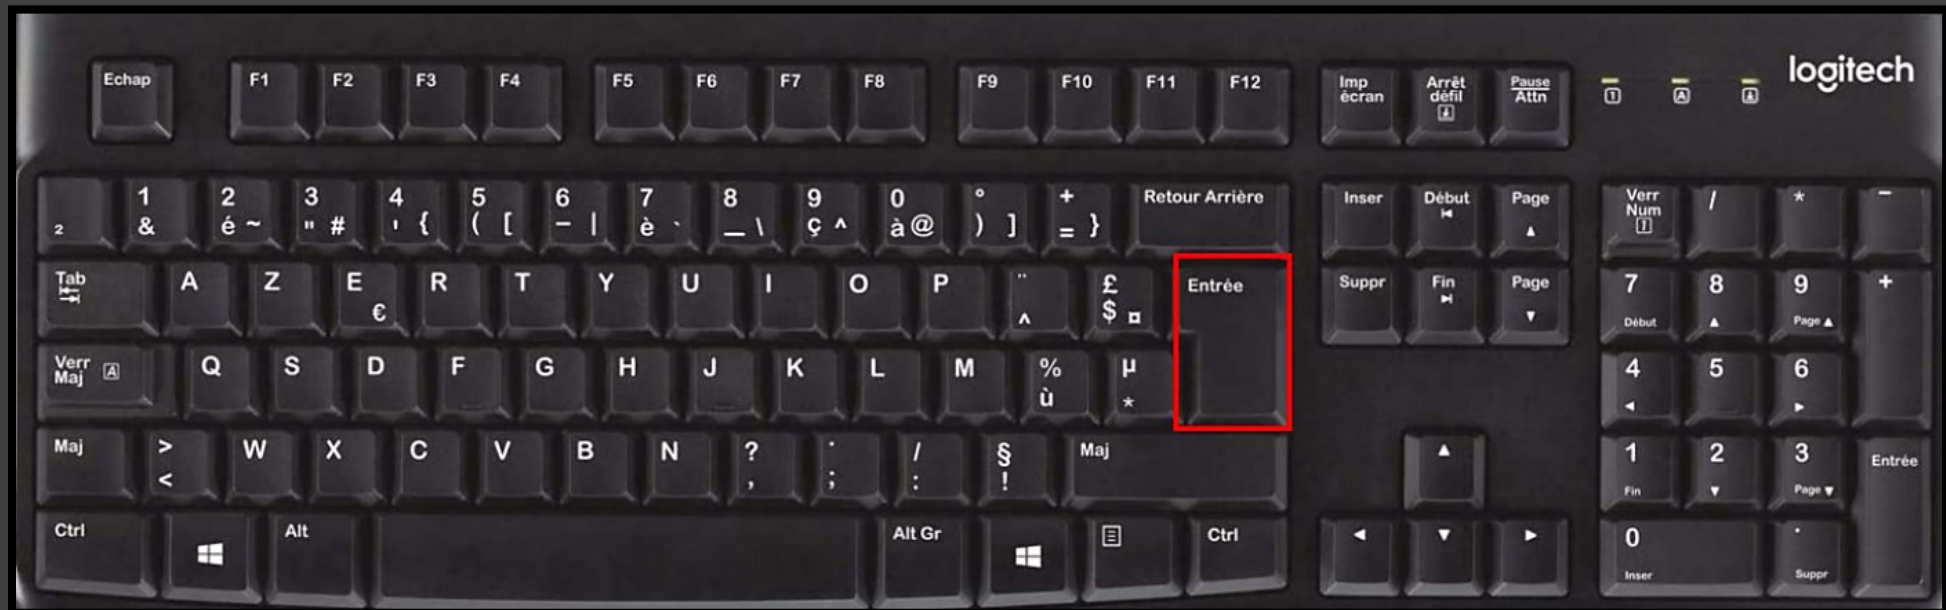 Echap F1 F2 F3 F4 F5 F6 F7 F8 F9 F10 F11 F12
Imp écran
Arrêt défil
Pause Attn
1 A
logitech
²
1 &
2 é ~
3 " #
4 ' {
5 ( [
6 - |
7 è `
8 _ \
9 ç ^
0 à @
° ) ]
+ = }
Retour Arrière
Inser
Début
Page
Verr Num 1
/ * -
Tab
A Z E € R T Y U I O P
¨ ^
£ $ ¤
Entrée
Suppr
Fin
Page
7 Début
8
9 Page
+
Verr Maj A
Q S D F G H J K L M
% ù
µ *
4 5 6
Maj
> <
W X C V B N
? ,
. ;
/ :
§ !
Maj
1 Fin
2
3 Page
Entrée
Ctrl
Alt
Alt Gr
Ctrl
0 Inser
. Suppr